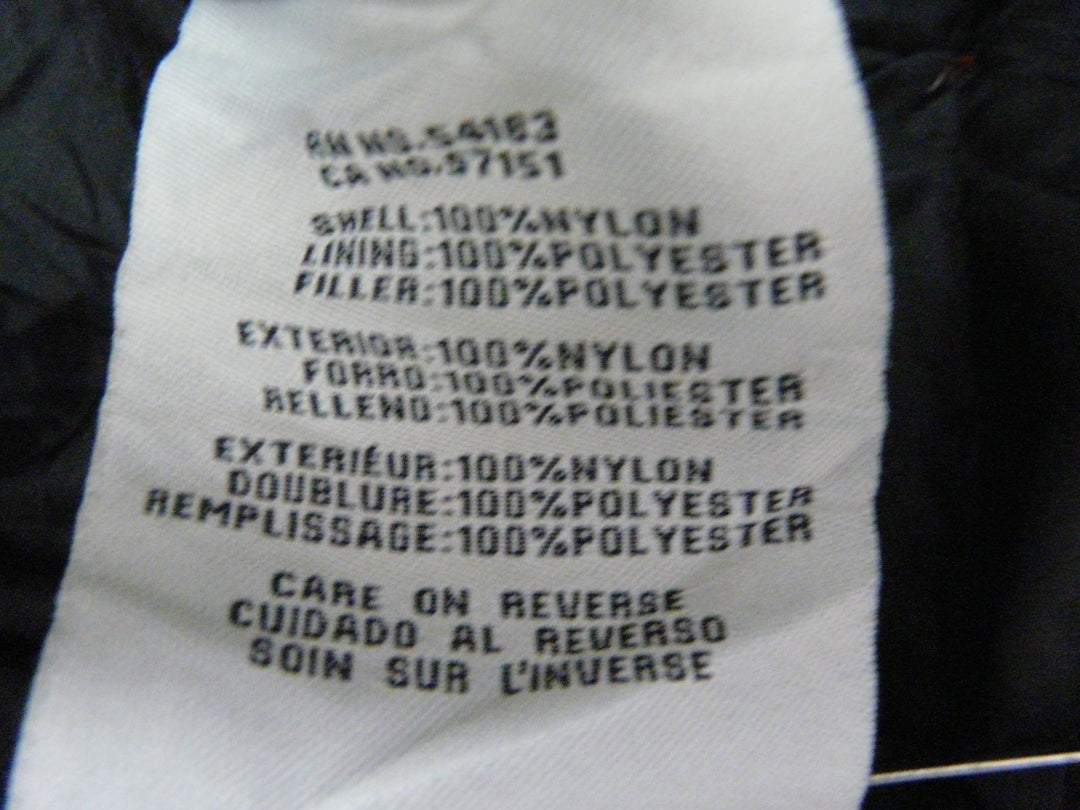 RN NO.54163
CA NO.57151
SHELL:100%NYLON
LINING:100%POLYESTER
FILLER:100%POLYESTER
EXTERIOR:100%NYLON
FORRO:100%POLIESTER
RELLENO:100%POLIESTER
EXTERIÉUR:100%NYLON
DOUBLURE:100%POLYESTER
REMPLISSAGE:100%POLYESTER
CARE ON REVERSE
CUIDADO AL REVERSO
SOIN SUR L'INVERSE